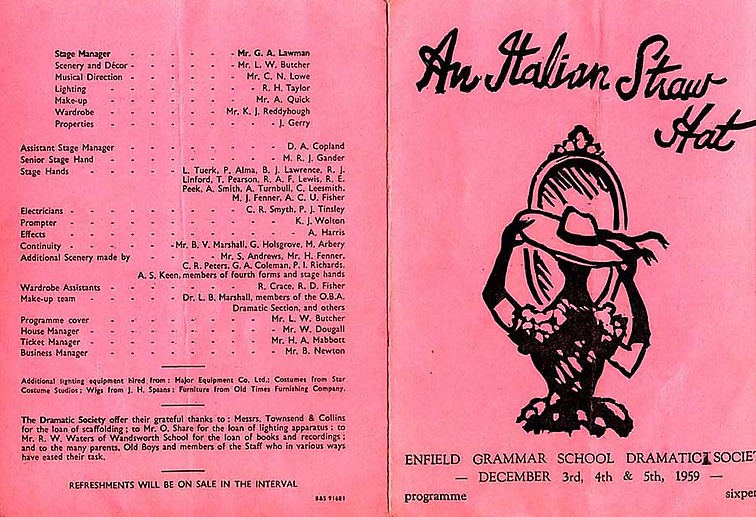 Stage Manager - - - - - - Mr. G. A. Lawman
Scenery and Décor - - - - - - Mr. L. W. Butcher
Musical Direction - - - - - - Mr. C. N. Lowe
Lighting - - - - - - - R. H. Taylor
Make-up - - - - - - - Mr. A. Quick
Wardrobe - - - - - - Mr. K. J. Reddyhough
Properties - - - - - - - - J. Gerry
Assistant Stage Manager - - - - - - D. A. Copland
Senior Stage Hand - - - - - - M. R. J. Gander
Stage Hands - - - - L. Tuerk, P. Alma, B. J. Lawrence, R. J.
Linford, T. Pearson, R. A. F. Lewis, R. E.
Peek, A. Smith, A. Turnbull, C. Leesmith,
M. J. Fenner, A. C. U. Fisher
Electricians - - - - - - C. R. Smyth, P. J. Tinsley
Prompter - - - - - - - - K. J. Wolton
Effects - - - - - - - - A. Harris
Continuity - - - - - Mr. B. V. Marshall, G. Holsgrove, M. Arbery
Additional Scenery made by - - - Mr. S. Andrews, Mr. H. Fenner,
C. R. Peters, G. A. Coleman, P. I. Richards,
A. S. Keen, members of fourth forms and stage hands
Wardrobe Assistants - - - - - R. Crace, R. D. Fisher
Make-up team - - - - Dr. L. B. Marshall, members of the O.B.A.
Dramatic Section, and others
Programme cover - - - - - - Mr. L. W. Butcher
House Manager - - - - - - - Mr. W. Dougall
Ticket Manager - - - - - - Mr. H. A. Mabbott
Business Manager - - - - - - - Mr. B. Newton
Additional lighting equipment hired from: Major Equipment Co. Ltd.; Costumes from Star
Costume Studios; Wigs from J. H. Spaans; Furniture from Old Times Furnishing Company.
The Dramatic Society offer their grateful thanks to: Messrs. Townsend & Collins
for the loan of scaffolding; to Mr. O. Share for the loan of lighting apparatus; to
Mr. R. W. Waters of Wandsworth School for the loan of books and recordings;
and to the many parents, Old Boys and members of the Staff who in various ways
have eased their task.
REFRESHMENTS WILL BE ON SALE IN THE INTERVAL
BBS 91681
An Italian Straw
Hat
ENFIELD GRAMMAR SCHOOL DRAMATIC SOCIET
— DECEMBER 3rd, 4th & 5th, 1959 —
programme sixpen